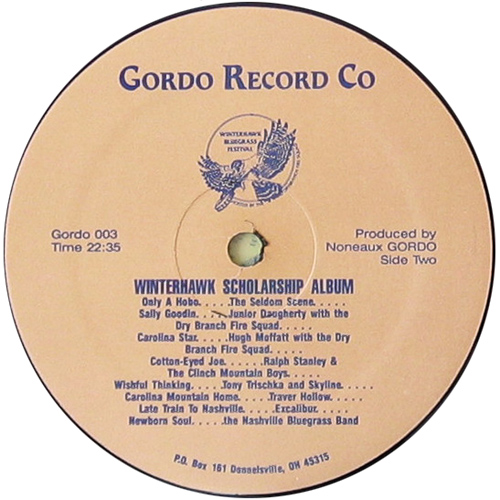 GORDO RECORD CO
WINTERHAWK
BLUEGRASS
FESTIVAL
Gordo 003
Time 22:35
Produced by
Noneaux GORDO
Side Two
WINTERHAWK SCHOLARSHIP ALBUM
Only A Hobo. . . . .The Seldom Scene. . . . .
Sally Goodin. . . . .Junior Daugherty with the
Dry Branch Fire Squad. . . . .
Carolina Star. . . . .Hugh Moffatt with the Dry
Branch Fire Squad. . . . .
Cotton-Eyed Joe. . . . . .Ralph Stanley &
The Clinch Mountain Boys. . . . .
Wishful Thinking. . . . .Tony Trischka and Skyline. . . . .
Carolina Mountain Home. . . . .Traver Hollow. . . . .
Late Train To Nashville. . . . .Excalibur. . . . .
Newborn Soul. . . . .the Nashville Bluegrass Band
P.O. Box 161 Donnelsville, OH 45315